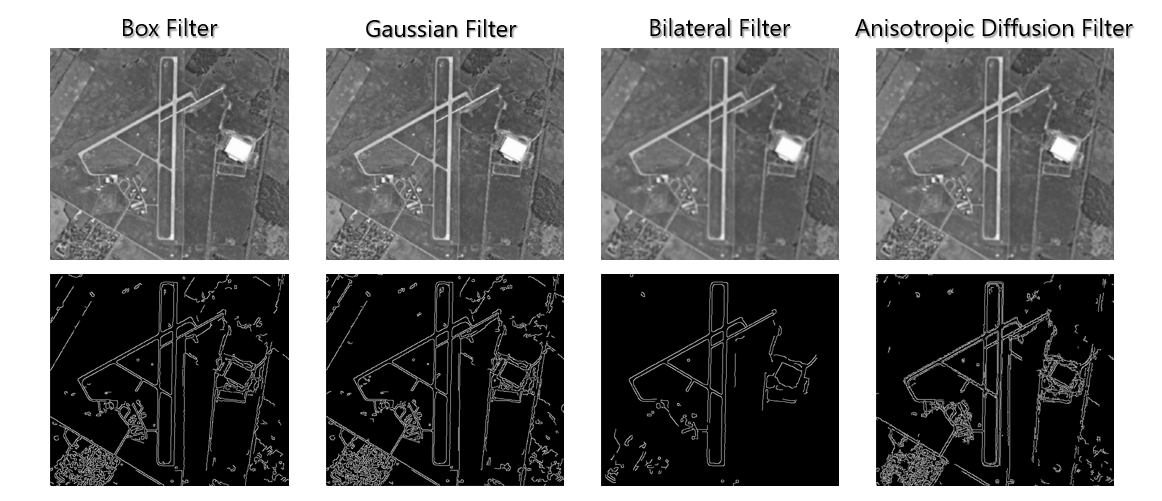 Box Filter
Gaussian Filter
Bilateral Filter
Anisotropic Diffusion Filter